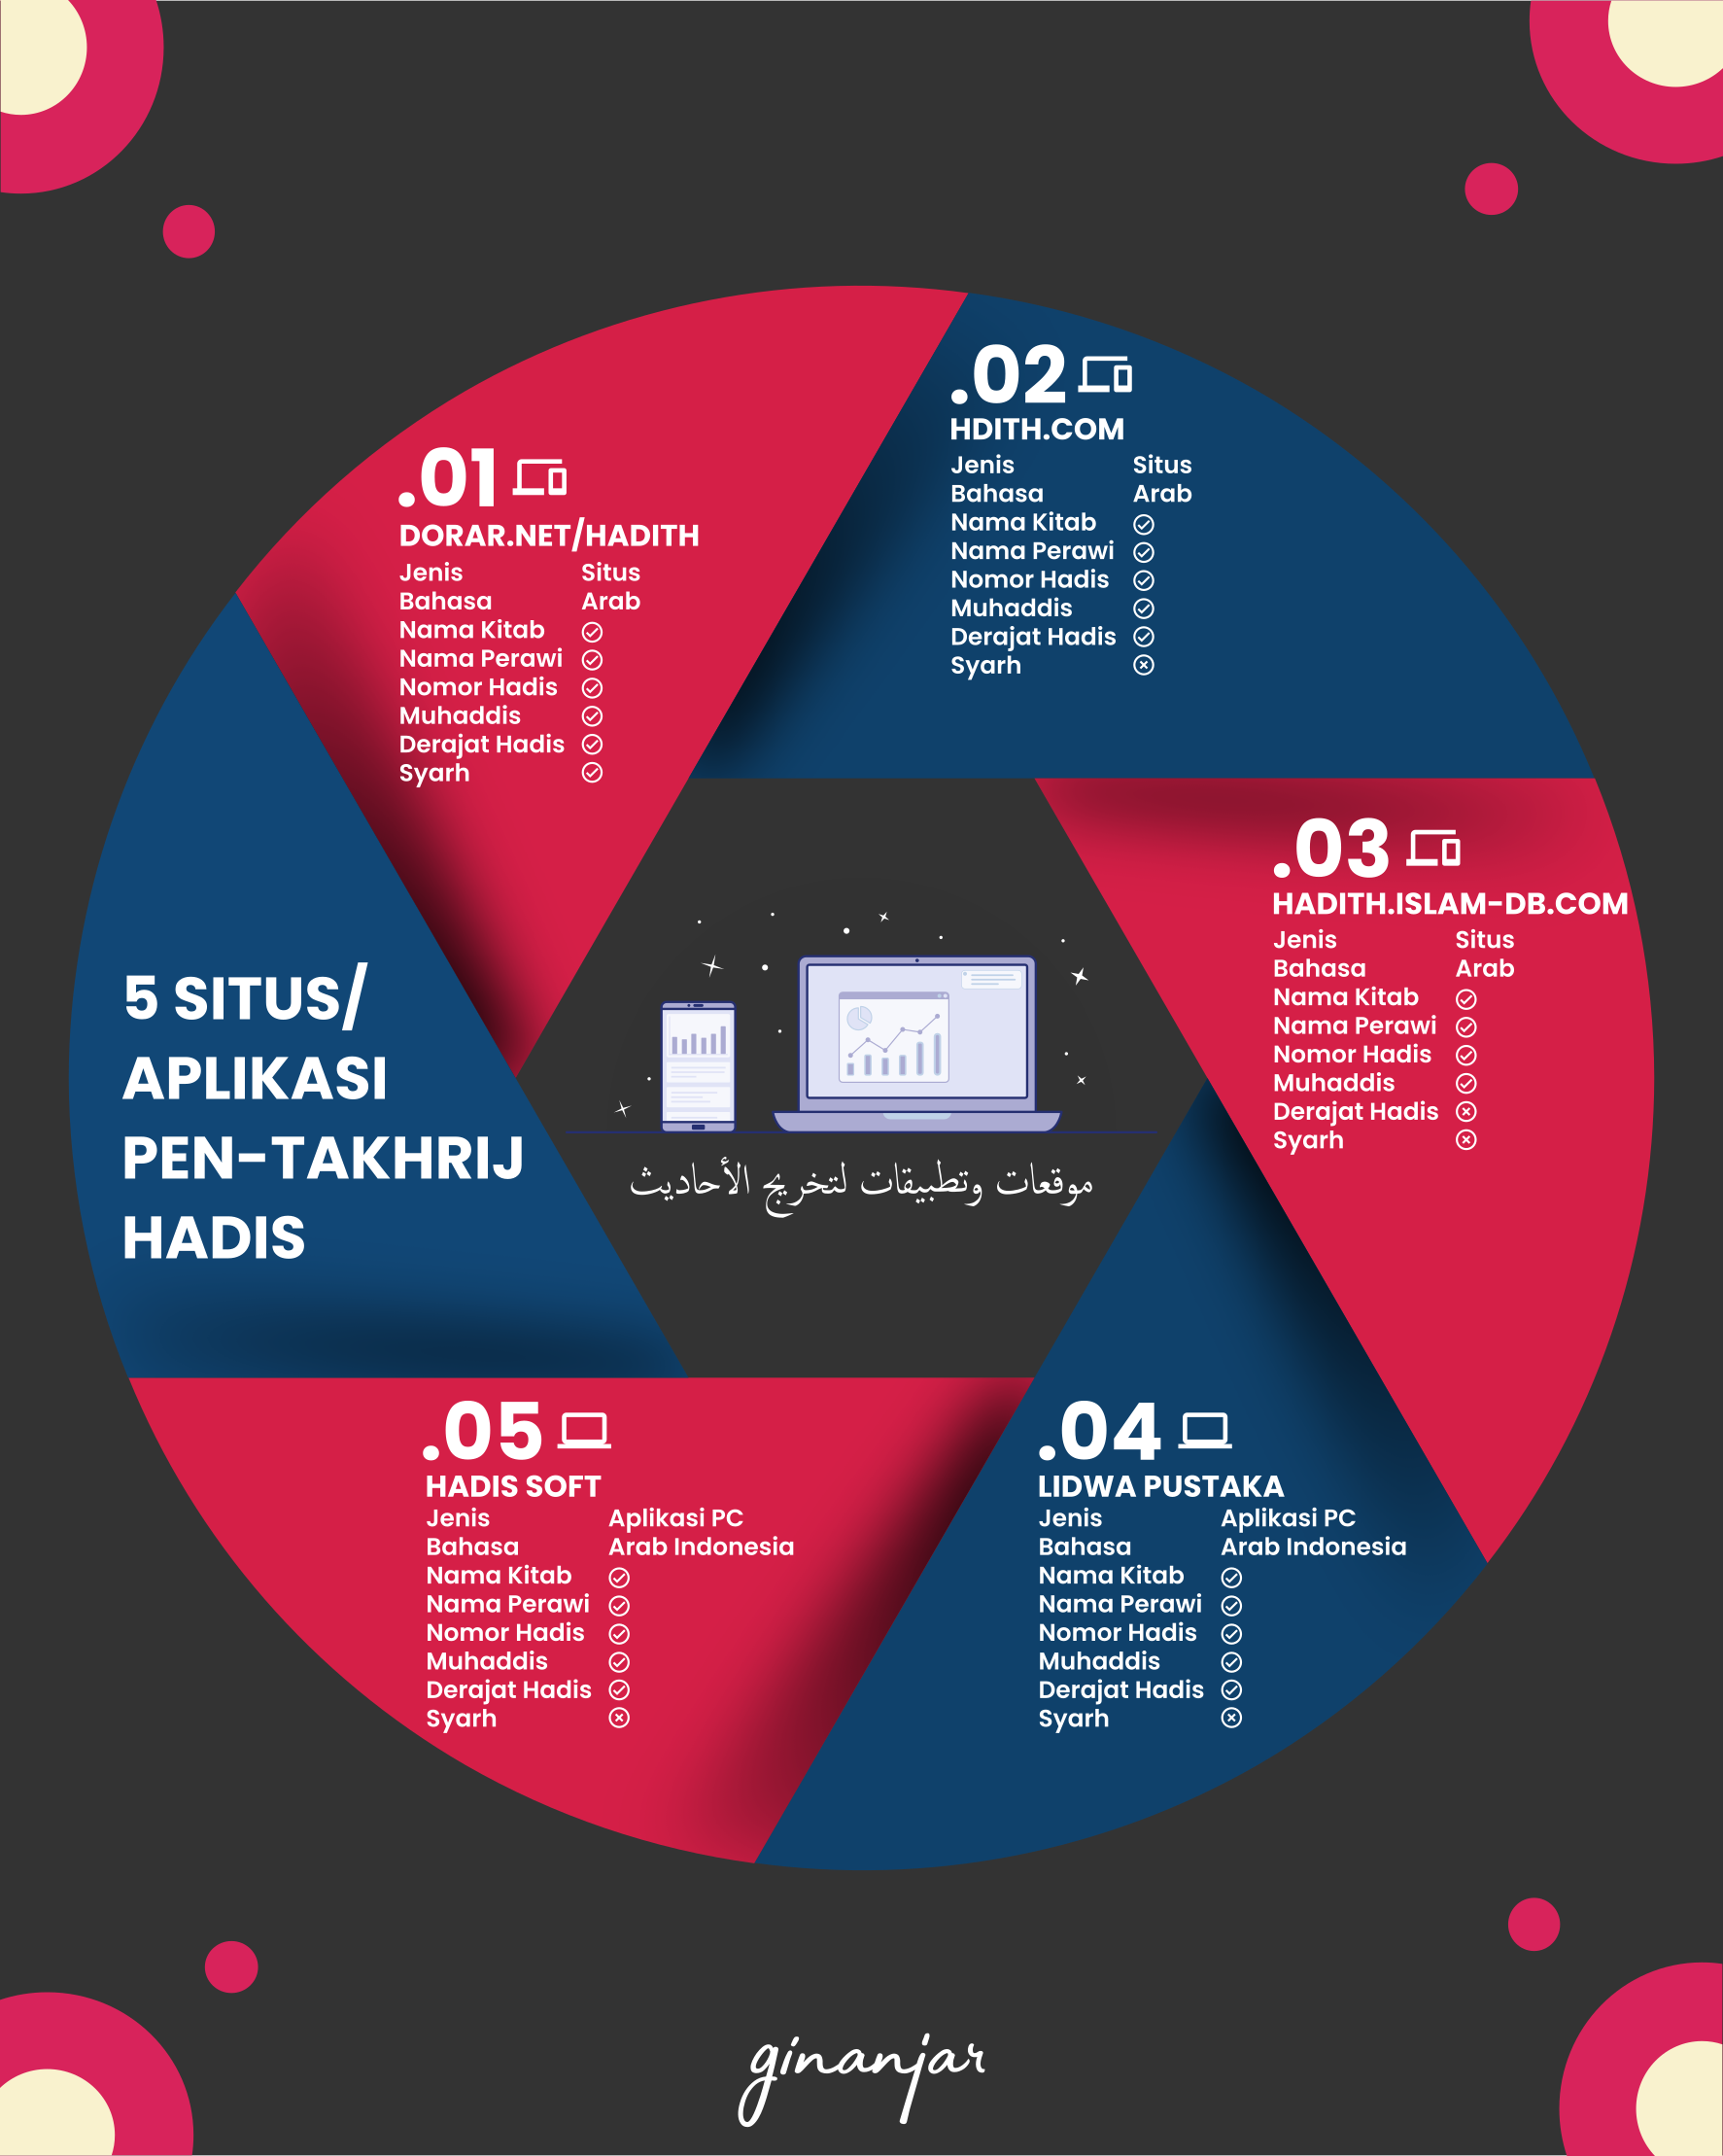 5 SITUS/
APLIKASI
PEN-TAKHRIJ
HADIS
.01
DORAR.NET/HADITH
Jenis Situs
Bahasa Arab
Nama Kitab
Nama Perawi
Nomor Hadis
Muhaddis
Derajat Hadis
Syarh
.02
HDITH.COM
Jenis Situs
Bahasa Arab
Nama Kitab
Nama Perawi
Nomor Hadis
Muhaddis
Derajat Hadis
Syarh
.03
HADITH.ISLAM-DB.COM
Jenis Situs
Bahasa Arab
Nama Kitab
Nama Perawi
Nomor Hadis
Muhaddis
Derajat Hadis
Syarh
.04
LIDWA PUSTAKA
Jenis Aplikasi PC
Bahasa Arab Indonesia
Nama Kitab
Nama Perawi
Nomor Hadis
Muhaddis
Derajat Hadis
Syarh
.05
HADIS SOFT
Jenis Aplikasi PC
Bahasa Arab Indonesia
Nama Kitab
Nama Perawi
Nomor Hadis
Muhaddis
Derajat Hadis
Syarh
موقعات وتطبيقات لتخريج الأحاديث
ginanjar